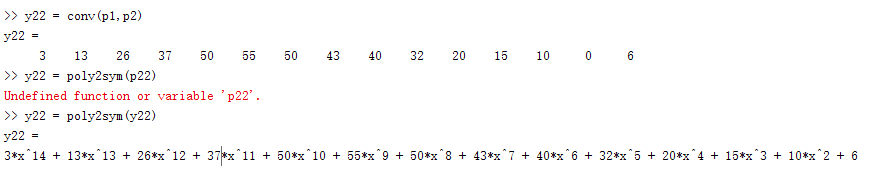 >> y22 = conv(p1,p2)
y22 =
3 13 26 37 50 55 50 43 40 32 20 15 10 0 6
>> y22 = poly2sym(p22)
Undefined function or variable 'p22'.
>> y22 = poly2sym(y22)
y22 =
3*x^14 + 13*x^13 + 26*x^12 + 37*x^11 + 50*x^10 + 55*x^9 + 50*x^8 + 43*x^7 + 40*x^6 + 32*x^5 + 20*x^4 + 15*x^3 + 10*x^2 + 6